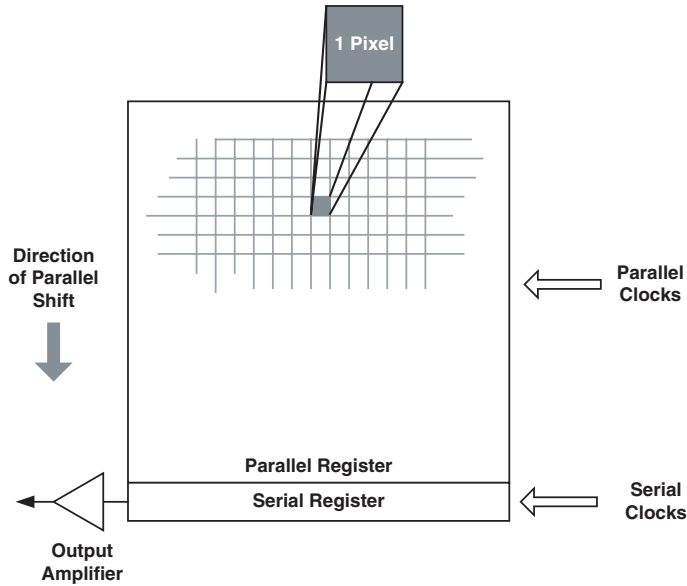 1 Pixel
Direction
of Parallel
Shift
Parallel
Clocks
Parallel Register
Serial Register
Serial
Clocks
Output
Amplifier